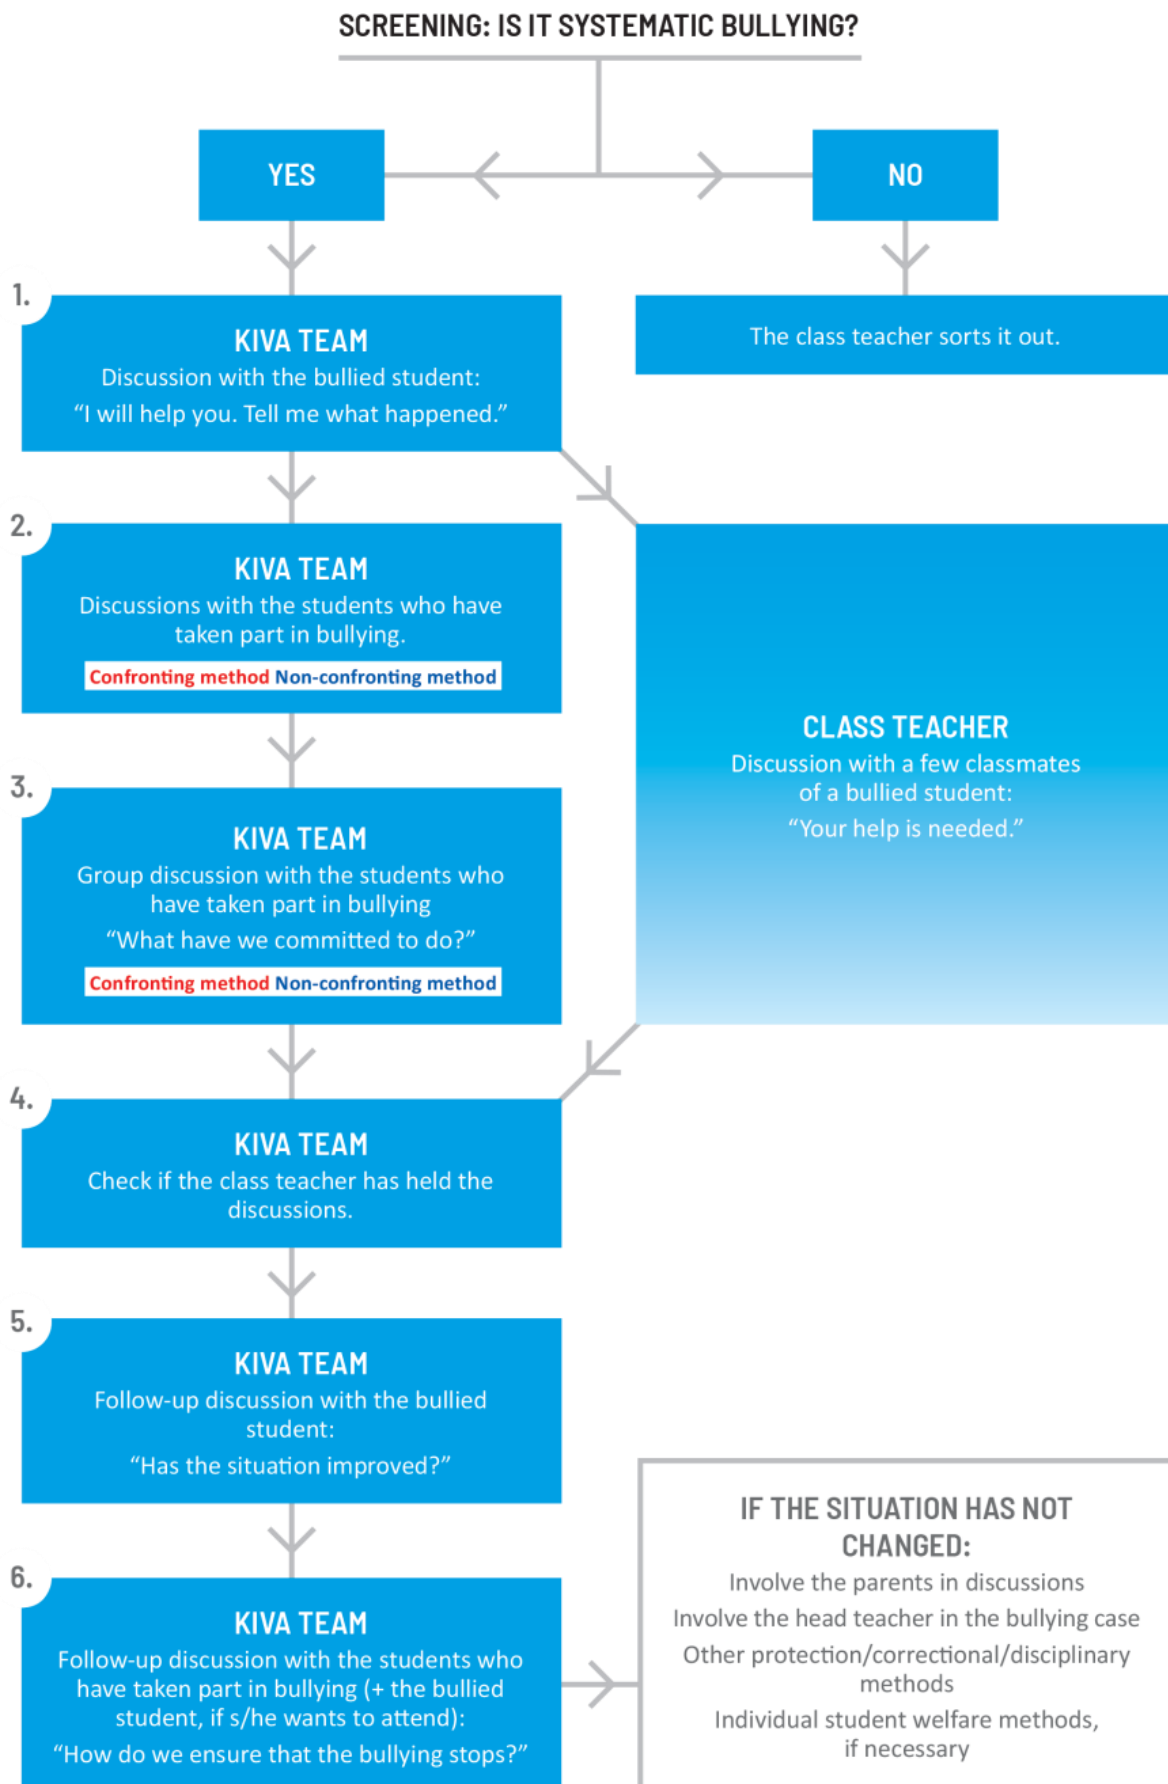 SCREENING: IS IT SYSTEMATIC BULLYING?
YES
NO
1.
KIVA TEAM
Discussion with the bullied student:
“I will help you. Tell me what happened.”
The class teacher sorts it out.
2.
KIVA TEAM
Discussions with the students who have
taken part in bullying.
Confronting method Non-confronting method
CLASS TEACHER
Discussion with a few classmates
of a bullied student:
“Your help is needed.”
3.
KIVA TEAM
Group discussion with the students who
have taken part in bullying
“What have we committed to do?”
Confronting method Non-confronting method
4.
KIVA TEAM
Check if the class teacher has held the
discussions.
5.
KIVA TEAM
Follow-up discussion with the bullied
student:
“Has the situation improved?”
6.
KIVA TEAM
Follow-up discussion with the students who
have taken part in bullying (+ the bullied
student, if s/he wants to attend):
“How do we ensure that the bullying stops?”
IF THE SITUATION HAS NOT
CHANGED:
Involve the parents in discussions
Involve the head teacher in the bullying case
Other protection/correctional/disciplinary
methods
Individual student welfare methods,
if necessary